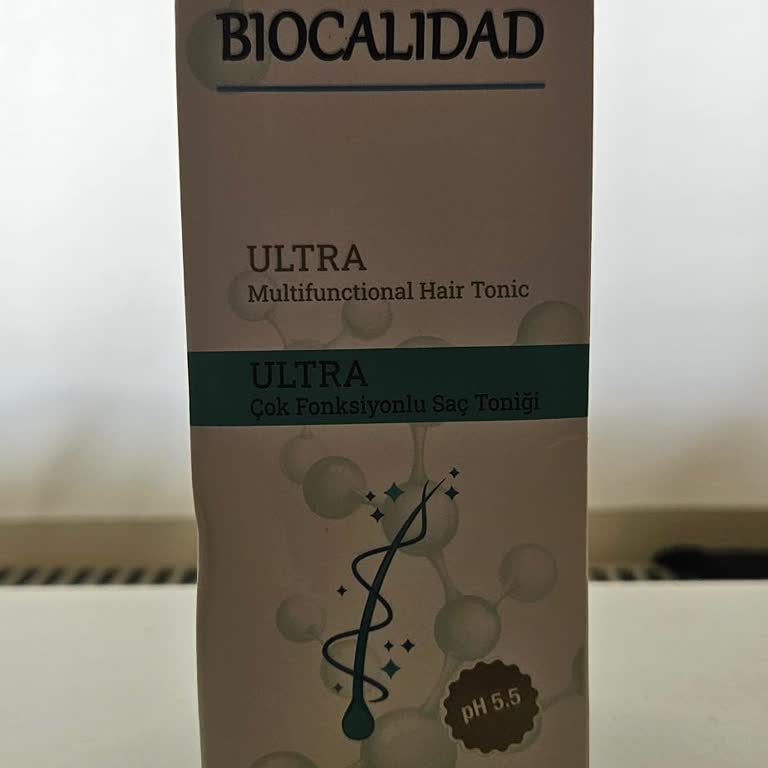 BIOCALIDAD
ULTRA
Multifunctional Hair Tonic
ULTRA
Çok Fonksiyonlu Saç Toniği
pH 5.5